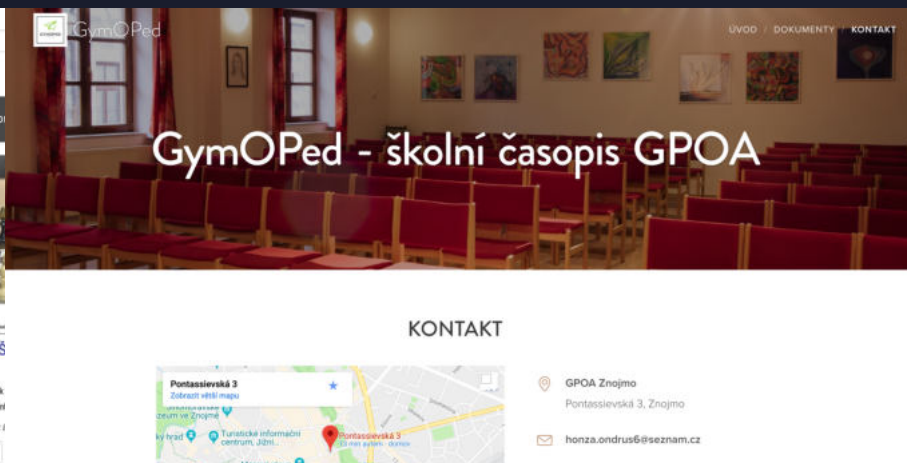 GymOPed
ÚVOD / DOKUMENTY / KONTAKT
GymOPed - školní časopis GPOA
KONTAKT
Pontassievská 3
Zobrazit větší mapu
Turistické informační
centrum, Jižní...
Pontassievská 3
GPOA Znojmo
Pontassievská 3, Znojmo
honza.ondrus6@seznam.cz